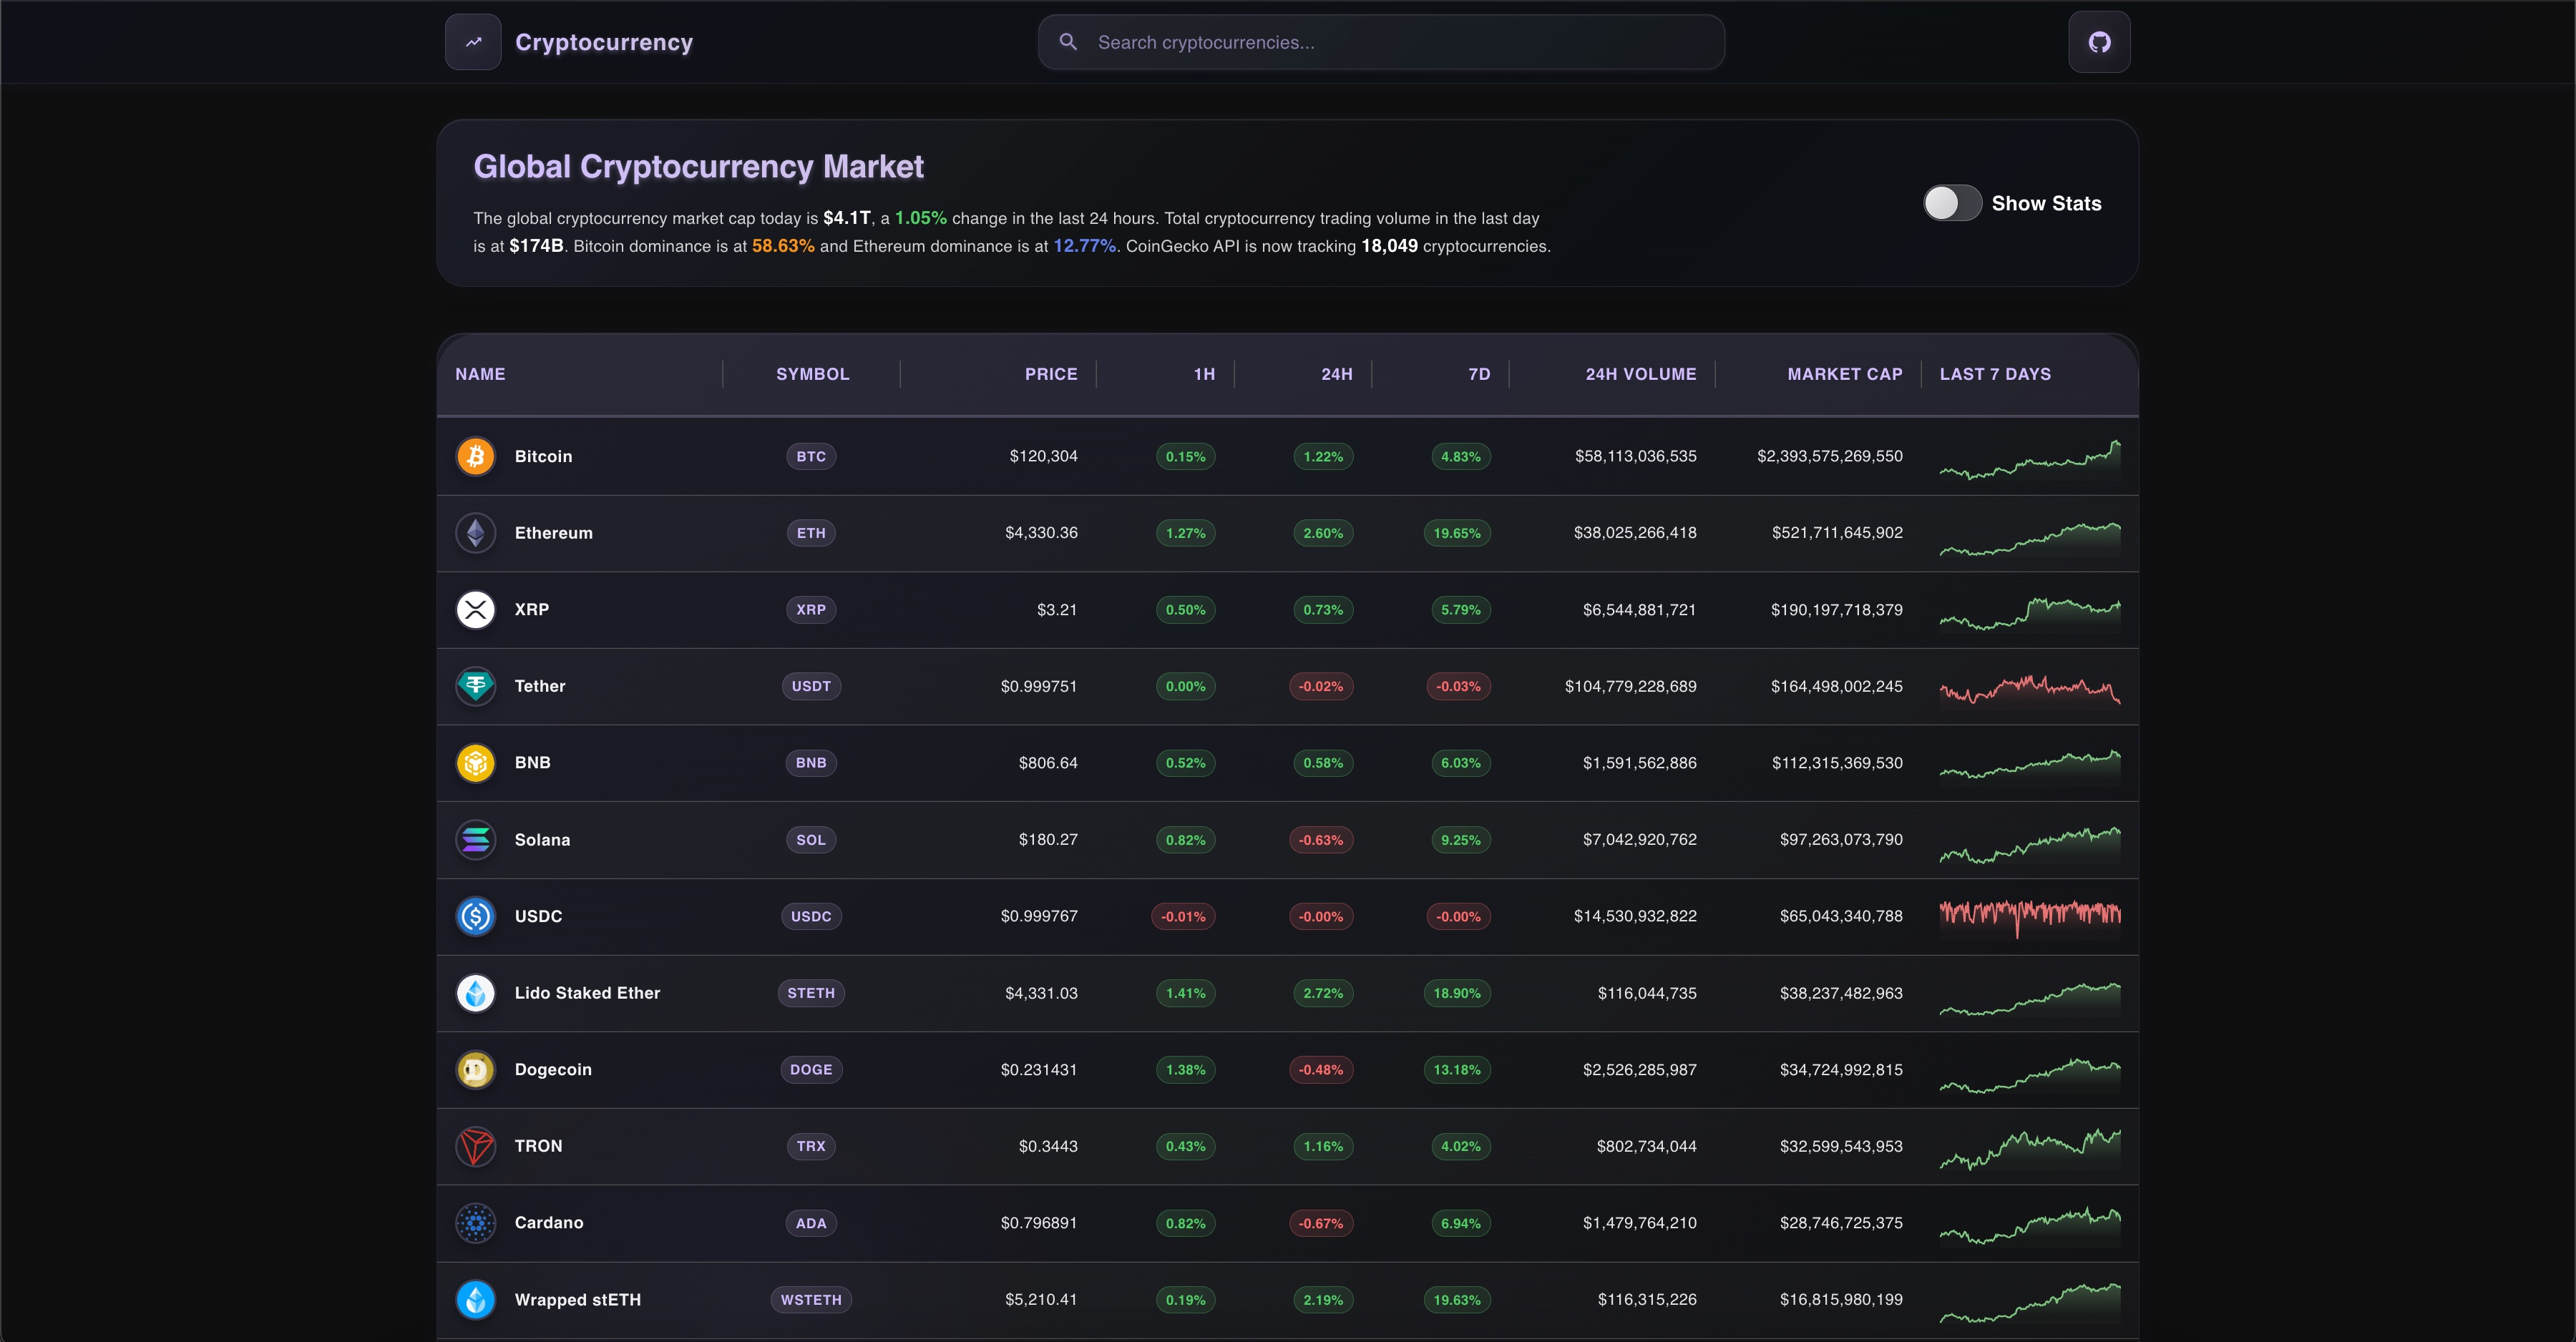 Cryptocurrency
Search cryptocurrencies...
Global Cryptocurrency Market
The global cryptocurrency market cap today is $4.1T, a 1.05% change in the last 24 hours. Total cryptocurrency trading volume in the last day
is at $174B. Bitcoin dominance is at 58.63% and Ethereum dominance is at 12.77%. CoinGecko API is now tracking 18,049 cryptocurrencies.
Show Stats
NAME SYMBOL PRICE 1H 24H 7D 24H VOLUME MARKET CAP LAST 7 DAYS
Bitcoin BTC $120,304 0.15% 1.22% 4.83% $58,113,036,535 $2,393,575,269,550
Ethereum ETH $4,330.36 1.27% 2.60% 19.65% $38,025,266,418 $521,711,645,902
XRP XRP $3.21 0.50% 0.73% 5.79% $6,544,881,721 $190,197,718,379
Tether USDT $0.999751 0.00% -0.02% -0.03% $104,779,228,689 $164,498,002,245
BNB BNB $806.64 0.52% 0.58% 6.03% $1,591,562,886 $112,315,369,530
Solana SOL $180.27 0.82% -0.63% 9.25% $7,042,920,762 $97,263,073,790
USDC USDC $0.999767 -0.01% -0.00% -0.00% $14,530,932,822 $65,043,340,788
Lido Staked Ether STETH $4,331.03 1.41% 2.72% 18.90% $116,044,735 $38,237,482,963
Dogecoin DOGE $0.231431 1.38% -0.48% 13.18% $2,526,285,987 $34,724,992,815
TRON TRX $0.3443 0.43% 1.16% 4.02% $802,734,044 $32,599,543,953
Cardano ADA $0.796891 0.82% -0.67% 6.94% $1,479,764,210 $28,746,725,375
Wrapped stETH WSTETH $5,210.41 0.19% 2.19% 19.63% $116,315,226 $16,815,980,199